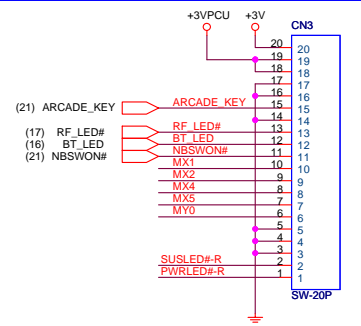 +3VPCU +3V
CN3
20 20
19 19
18 18
17 17
16 16
(21) ARCADE_KEY ARCADE_KEY 15 15
14 14
(17) RF_LED# RF_LED# 13 13
(16) BT_LED BT_LED 12 12
(21) NBSWON# NBSWON# 11 11
MX1 10 10
MX2 9 9
MX4 8 8
MX5 7 7
MY0 6 6
5 5
4 4
3 3
SUSLED#-R 2 2
PWRLED#-R 1 1
SW-20P